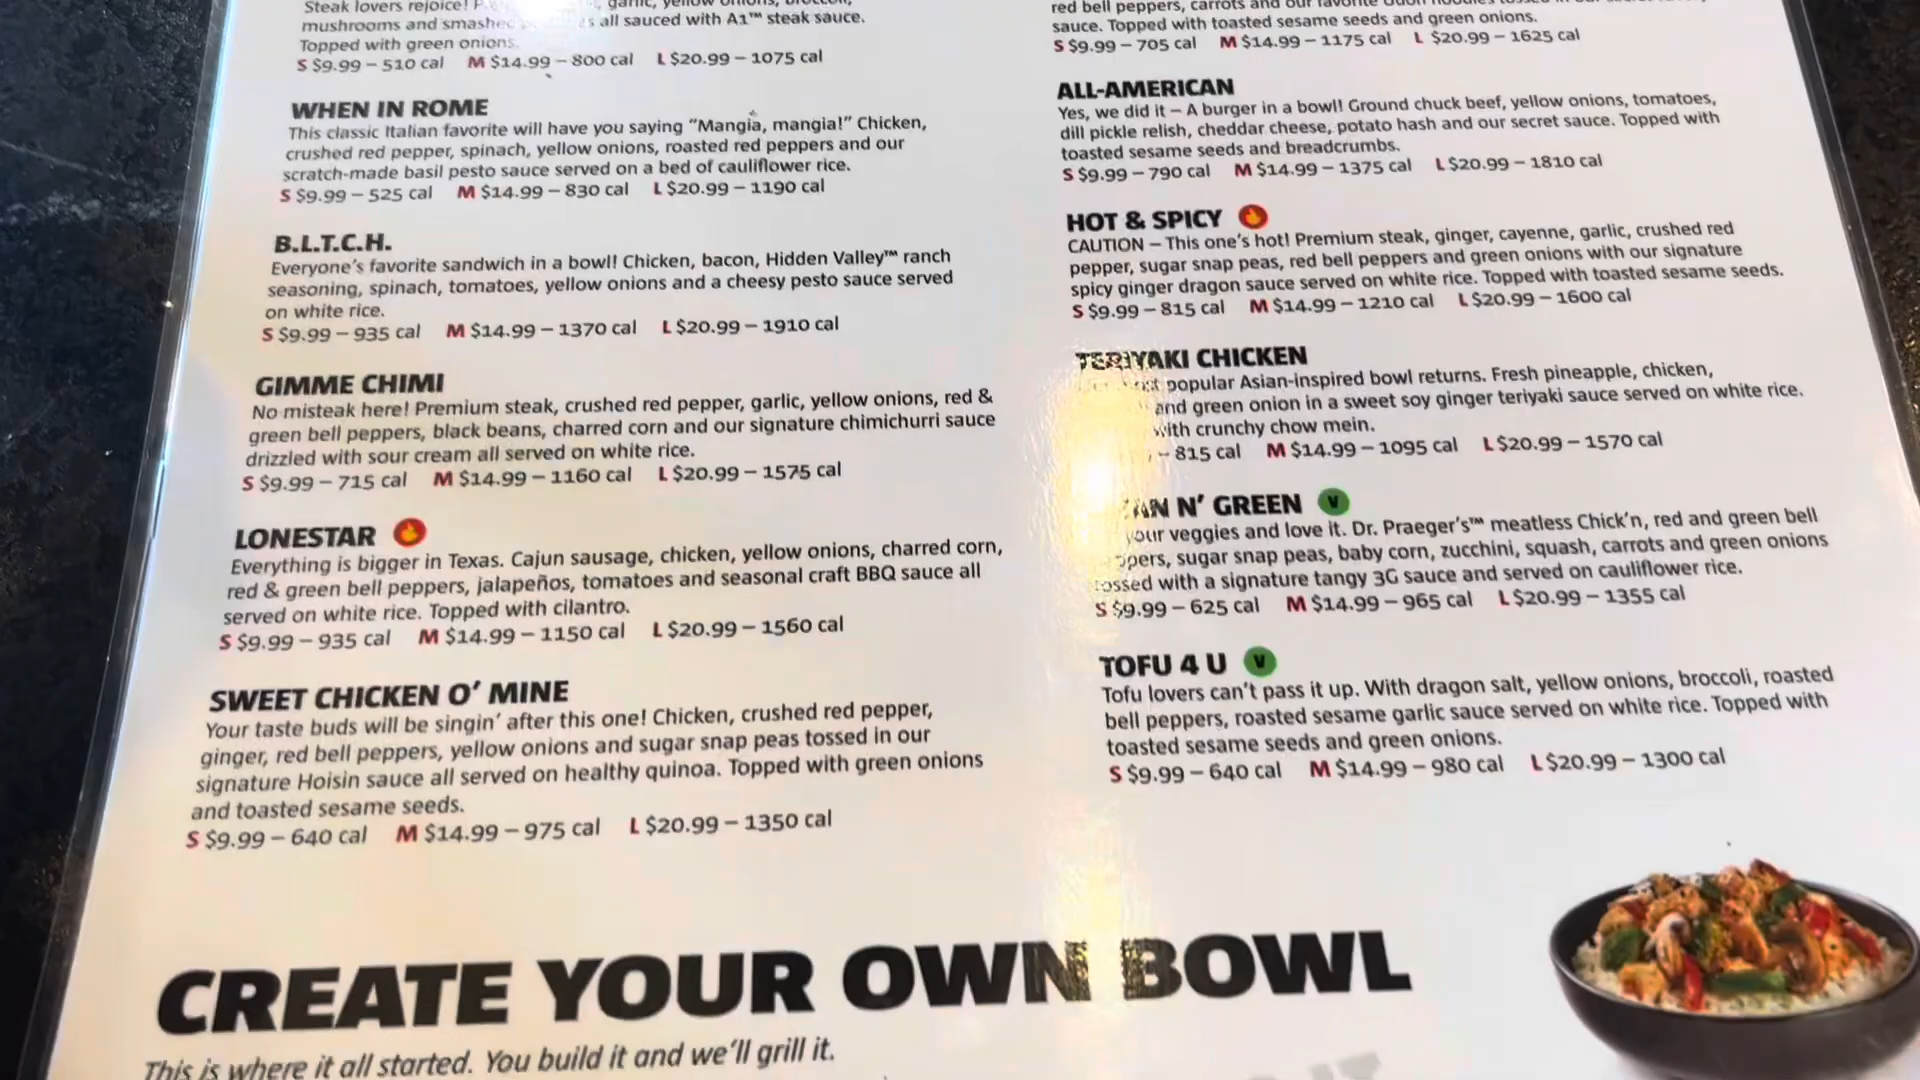 Steak lovers rejoice! garlic, yellow onions, broccoli,
mushrooms and smashed all sauced with A1™ steak sauce.
Topped with green onions.
S $9.99 – 510 cal M $14.99 – 800 cal L $20.99 – 1075 cal
WHEN IN ROME
This classic Italian favorite will have you saying “Mangia, mangia!” Chicken,
crushed red pepper, spinach, yellow onions, roasted red peppers and our
scratch-made basil pesto sauce served on a bed of cauliflower rice.
S $9.99 – 525 cal M $14.99 – 830 cal L $20.99 – 1190 cal
B.L.T.C.H.
Everyone’s favorite sandwich in a bowl! Chicken, bacon, Hidden Valley™ ranch
seasoning, spinach, tomatoes, yellow onions and a cheesy pesto sauce served
on white rice.
S $9.99 – 935 cal M $14.99 – 1370 cal L $20.99 – 1910 cal
GIMME CHIMI
No misteak here! Premium steak, crushed red pepper, garlic, yellow onions, red &
green bell peppers, black beans, charred corn and our signature chimichurri sauce
drizzled with sour cream all served on white rice.
S $9.99 – 715 cal M $14.99 – 1160 cal L $20.99 – 1575 cal
LONESTAR
Everything is bigger in Texas. Cajun sausage, chicken, yellow onions, charred corn,
red & green bell peppers, jalapeños, tomatoes and seasonal craft BBQ sauce all
served on white rice. Topped with cilantro.
S $9.99 – 935 cal M $14.99 – 1150 cal L $20.99 – 1560 cal
SWEET CHICKEN O’ MINE
Your taste buds will be singin’ after this one! Chicken, crushed red pepper,
ginger, red bell peppers, yellow onions and sugar snap peas tossed in our
signature Hoisin sauce all served on healthy quinoa. Topped with green onions
and toasted sesame seeds.
S $9.99 – 640 cal M $14.99 – 975 cal L $20.99 – 1350 cal
red bell peppers, carrots and our favorite
sauce. Topped with toasted sesame seeds and green onions.
S $9.99 – 705 cal M $14.99 – 1175 cal L $20.99 – 1625 cal
ALL-AMERICAN
Yes, we did it – A burger in a bowl! Ground chuck beef, yellow onions, tomatoes,
dill pickle relish, cheddar cheese, potato hash and our secret sauce. Topped with
toasted sesame seeds and breadcrumbs.
S $9.99 – 790 cal M $14.99 – 1375 cal L $20.99 – 1810 cal
HOT & SPICY
CAUTION – This one’s hot! Premium steak, ginger, cayenne, garlic, crushed red
pepper, sugar snap peas, red bell peppers and green onions with our signature
spicy ginger dragon sauce served on white rice. Topped with toasted sesame seeds.
S $9.99 – 815 cal M $14.99 – 1210 cal L $20.99 – 1600 cal
TERIYAKI CHICKEN
popular Asian-inspired bowl returns. Fresh pineapple, chicken,
and green onion in a sweet soy ginger teriyaki sauce served on white rice.
with crunchy chow mein.
– 815 cal M $14.99 – 1095 cal L $20.99 – 1570 cal
N’ GREEN V
your veggies and love it. Dr. Praeger’s™ meatless Chick’n, red and green bell
peppers, sugar snap peas, baby corn, zucchini, squash, carrots and green onions
tossed with a signature tangy 3G sauce and served on cauliflower rice.
S $9.99 – 625 cal M $14.99 – 965 cal L $20.99 – 1355 cal
TOFU 4 U V
Tofu lovers can’t pass it up. With dragon salt, yellow onions, broccoli, roasted
bell peppers, roasted sesame garlic sauce served on white rice. Topped with
toasted sesame seeds and green onions.
S $9.99 – 640 cal M $14.99 – 980 cal L $20.99 – 1300 cal
CREATE YOUR OWN BOWL
This is where it all started. You build it and we’ll grill it.